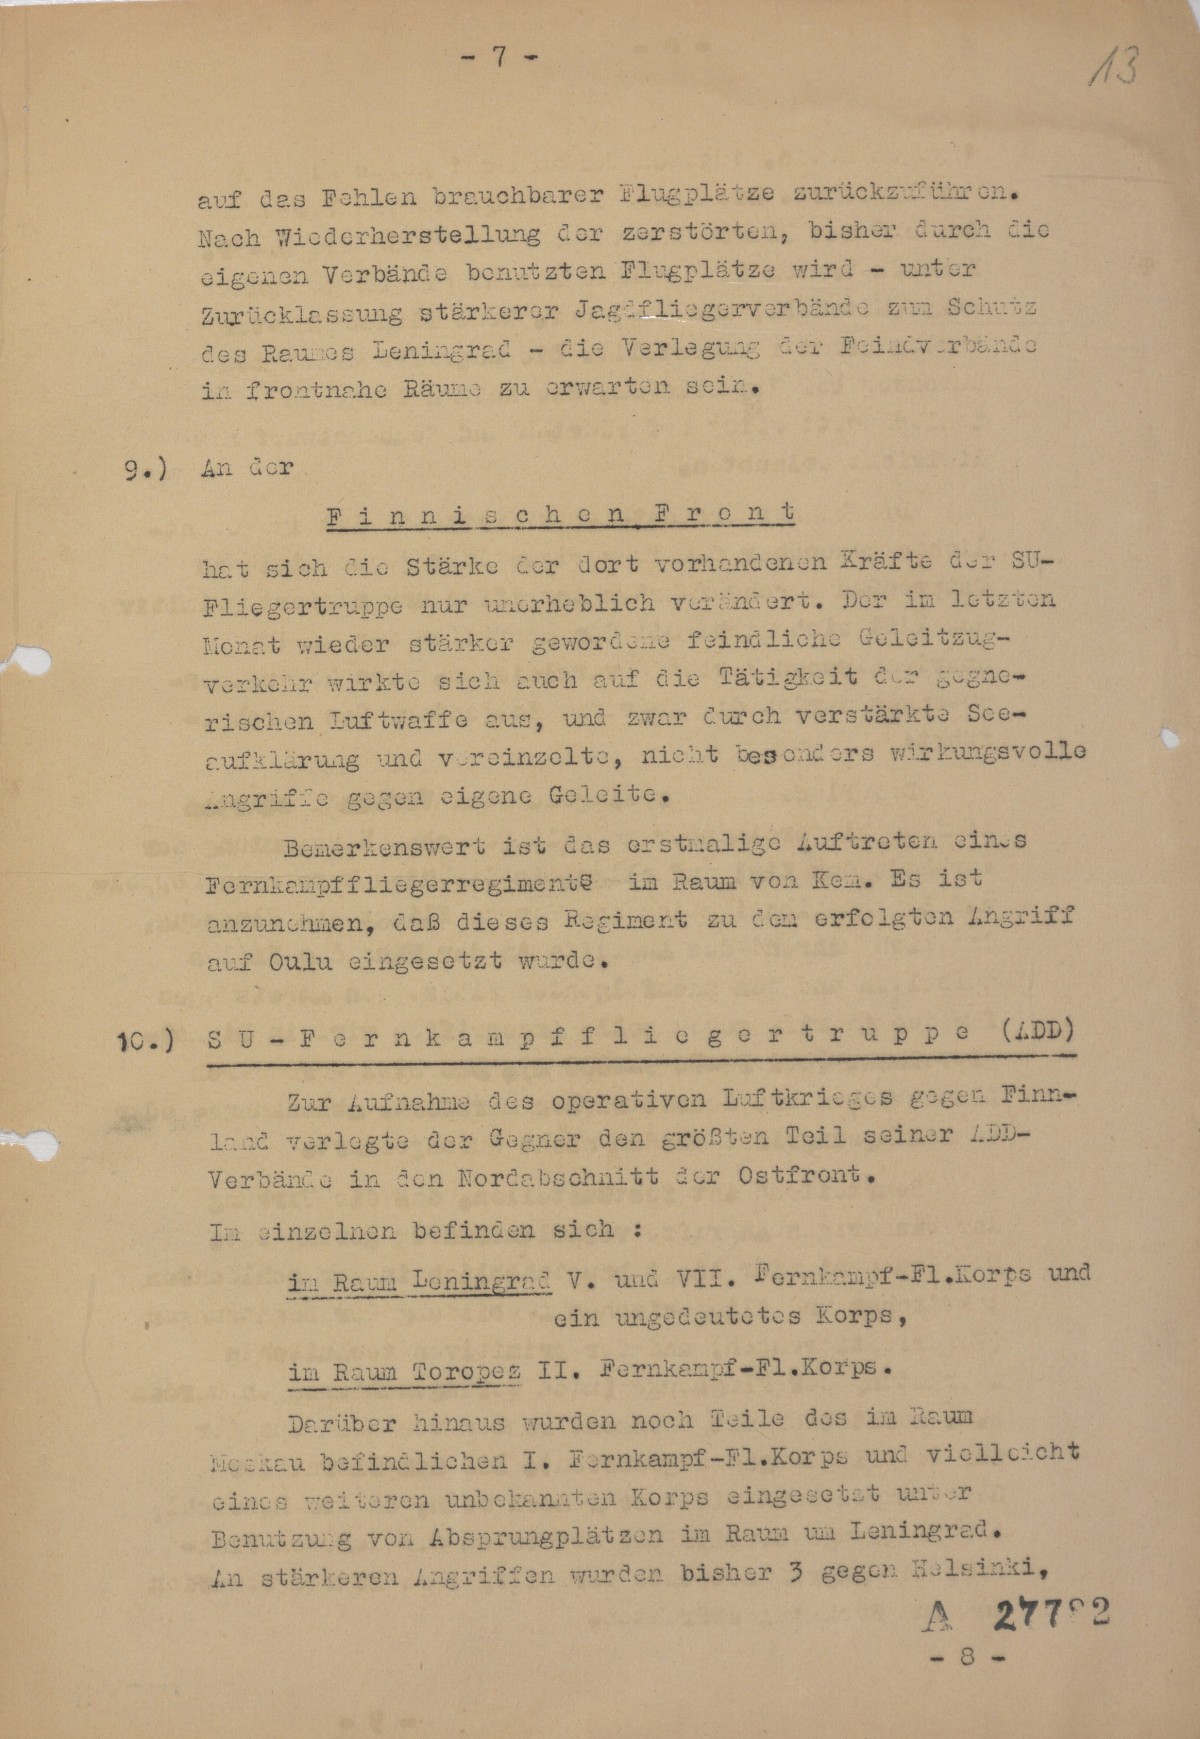 - 7 -
13
auf das Fehlen brauchbarer Flugplätze zurückzuführen.
Nach Wiederherstellung der zerstörten, bisher durch die
eigenen Verbände benutzten Flugplätze wird - unter
Zurücklassung stärkerer Jagdfliegerverbände zum Schutz
des Raumes Leningrad - die Verlegung der Feindverbände
in frontnahe Räume zu erwarten sein.
9.) An der
Finnischen Front
hat sich die Stärke der dort vorhandenen Kräfte der SU-
Fliegertruppe nur unerheblich verändert. Der im letzten
Monat wieder stärker gewordene feindliche Geleitzug-
verkehr wirkte sich auch auf die Tätigkeit der gegne-
rischen Luftwaffe aus, und zwar durch verstärkte See-
aufklärung und vereinzelte, nicht besonders wirkungsvolle
Angriffe gegen eigene Geleite.
Bemerkenswert ist das erstmalige Auftreten eines
Fernkampffliegerregiments im Raum von Kem. Es ist
anzunehmen, daß dieses Regiment zu dem erfolgten Angriff
auf Oulu eingesetzt wurde.
10.) SU-Fernkampffliegertruppe (ADD)
Zur Aufnahme des operativen Luftkrieges gegen Finn-
land verlegte der Gegner den größten Teil seiner ADD-
Verbände in den Nordabschnitt der Ostfront.
Im einzelnen befinden sich :
im Raum Leningrad V. und VII. Fernkampf-Fl.Korps und
ein ungedeutetes Korps,
im Raum Toropez II. Fernkampf-Fl.Korps.
Darüber hinaus wurden noch Teile des im Raum
Moskau befindlichen I. Fernkampf-Fl.Korps und vielleicht
eines weiteren unbekannten Korps eingesetzt unter
Benutzung von Absprungplätzen im Raum um Leningrad.
An stärkeren Angriffen wurden bisher 3 gegen Helsinki,
A
- 8 -